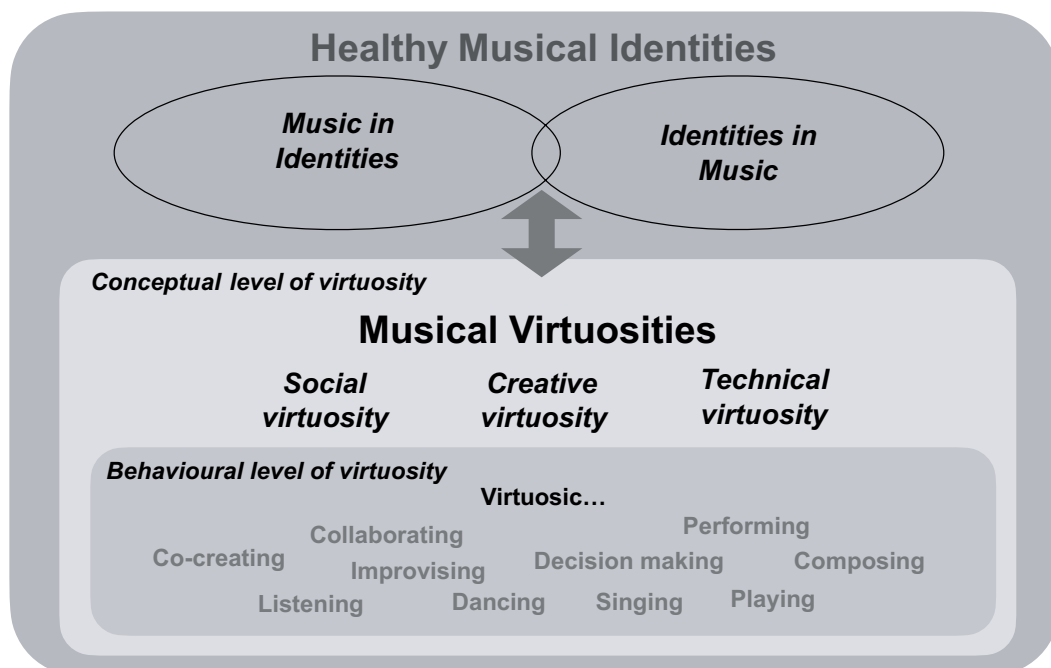 Healthy Musical Identities
Music in
Identities
Identities in
Music
Conceptual level of virtuosity
Musical Virtuosities
Social
virtuosity
Creative
virtuosity
Technical
virtuosity
Behavioural level of virtuosity
Virtuosic…
Collaborating
Performing
Co-creating
Improvising
Decision making
Composing
Listening
Dancing
Singing
Playing